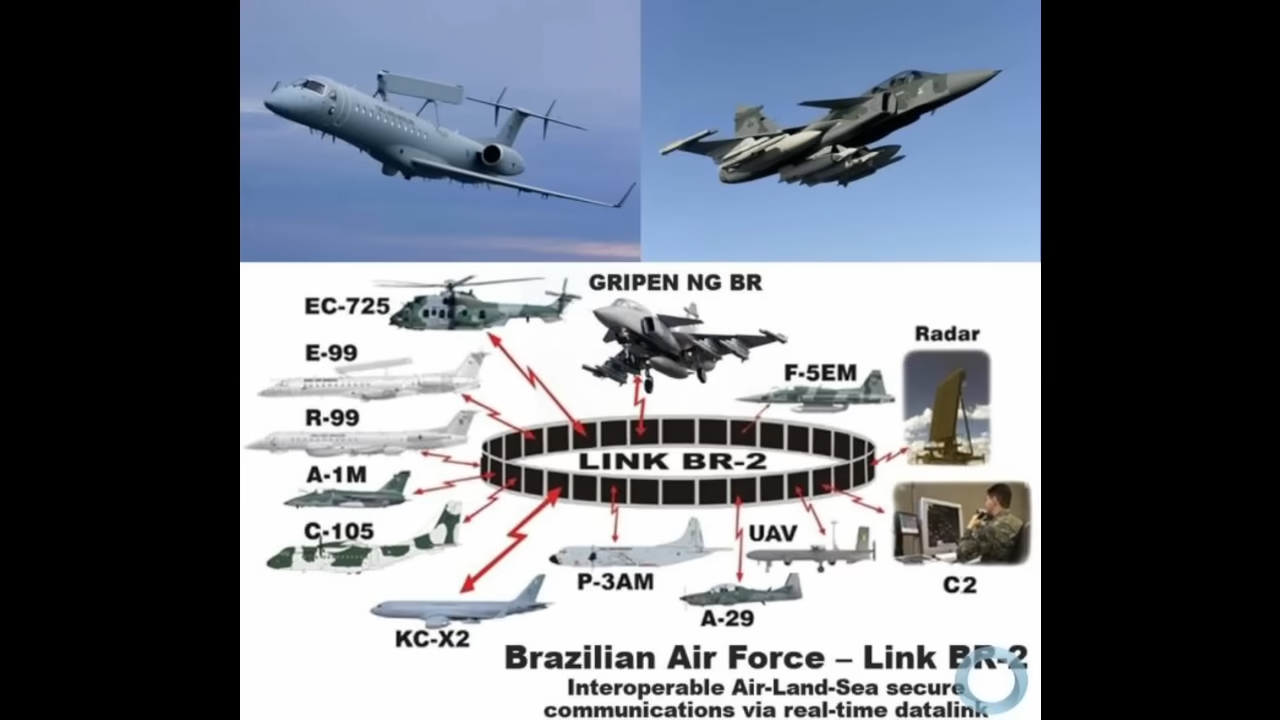 GRIPEN NG BR
EC-725
Radar
E-99
F-5EM
R-99
LINK BR-2
A-1M
C-105
UAV
P-3AM
C2
A-29
KC-X2
Brazilian Air Force – Link BR-2
Interoperable Air-Land-Sea secure
communications via real-time datalink